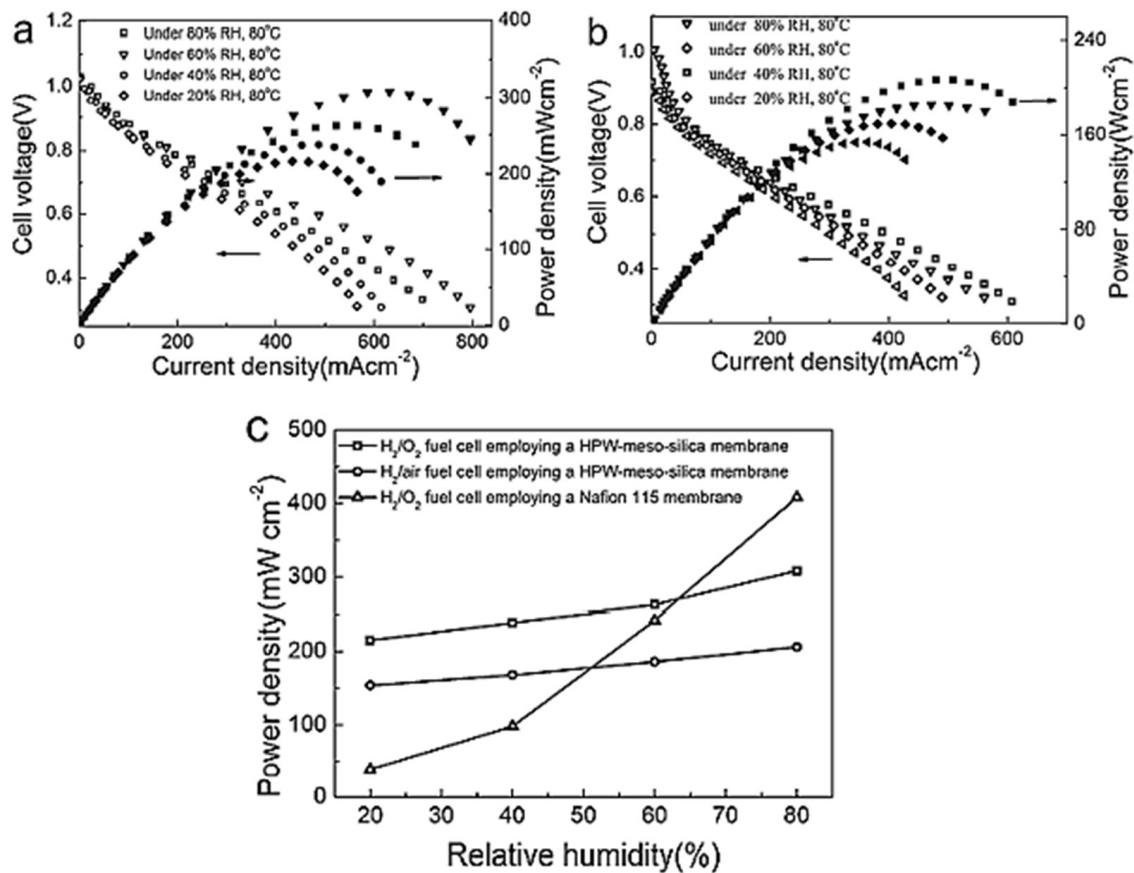 a
Under 80% RH, 80°C
Under 60% RH, 80°C
Under 40% RH, 80°C
Under 20% RH, 80°C
Cell voltage(V)
1.2
1.0
0.8
0.6
0.4
400
300
200
100
0
Power density(mWcm-2)
0 200 400 600 800
Current density(mAcm-2)
b
under 80% RH, 80°C
under 60% RH, 80°C
under 40% RH, 80°C
under 20% RH, 80°C
Cell voltage(V)
1.0
0.8
0.6
0.4
240
160
80
0
Power density(Wcm-2)
0 200 400 600
Current density(mAcm-2)
C
H2/O2 fuel cell employing a HPW-meso-silica membrane
H2/air fuel cell employing a HPW-meso-silica membrane
H2/O2 fuel cell employing a Nafion 115 membrane
Power density(mW cm-2)
500
400
300
200
100
0
20 30 40 50 60 70 80
Relative humidity(%)